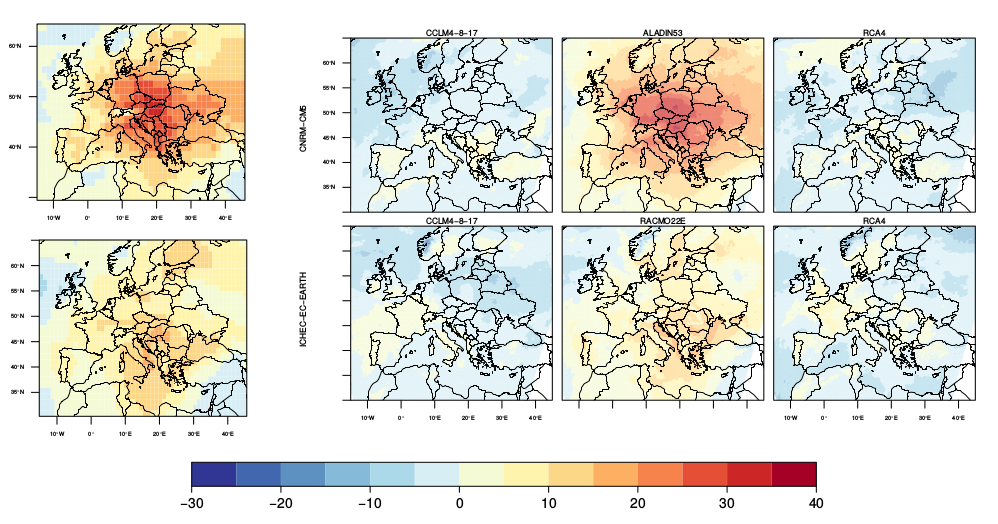 60°N
50°N
40°N
10°W 0° 10°E 20°E 30°E 40°E
60°N
55°N
50°N
45°N
40°N
35°N
10°W 0° 10°E 20°E 30°E 40°E
CCLM4-8-17 ALADIN53 RCA4
CNRM-CM5
60°N
55°N
50°N
45°N
40°N
35°N
CCLM4-8-17 RACMO22E RCA4
ICHEC-EC-EARTH
10°W 0° 10°E 20°E 30°E 40°E 10°W 0° 10°E 20°E 30°E 40°E
−30 −20 −10 0 10 20 30 40